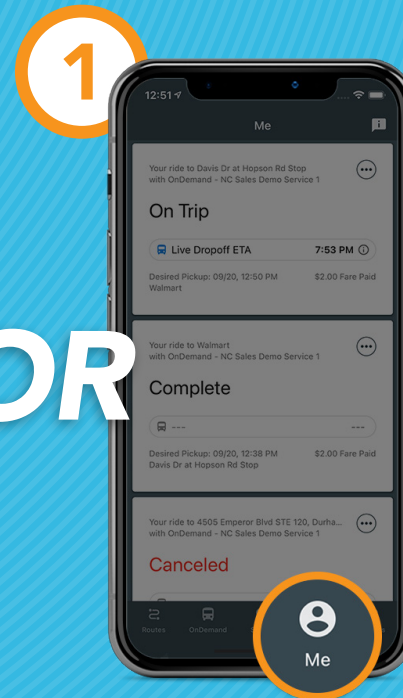 1
12:51
Me
Your ride to Davis Dr at Hopson Rd Stop
with OnDemand - NC Sales Demo Service 1
On Trip
Live Dropoff ETA 7:53 PM
Desired Pickup: 09/20, 12:50 PM $2.00 Fare Paid
Walmart
OR
Your ride to Walmart
with OnDemand - NC Sales Demo Service 1
Complete
--- ---
Desired Pickup: 09/20, 12:38 PM $2.00 Fare Paid
Davis Dr at Hopson Rd Stop
Your ride to 4505 Emperor Blvd STE 120, Durha...
with OnDemand - NC Sales Demo Service 1
Canceled
Routes OnDemand
Me